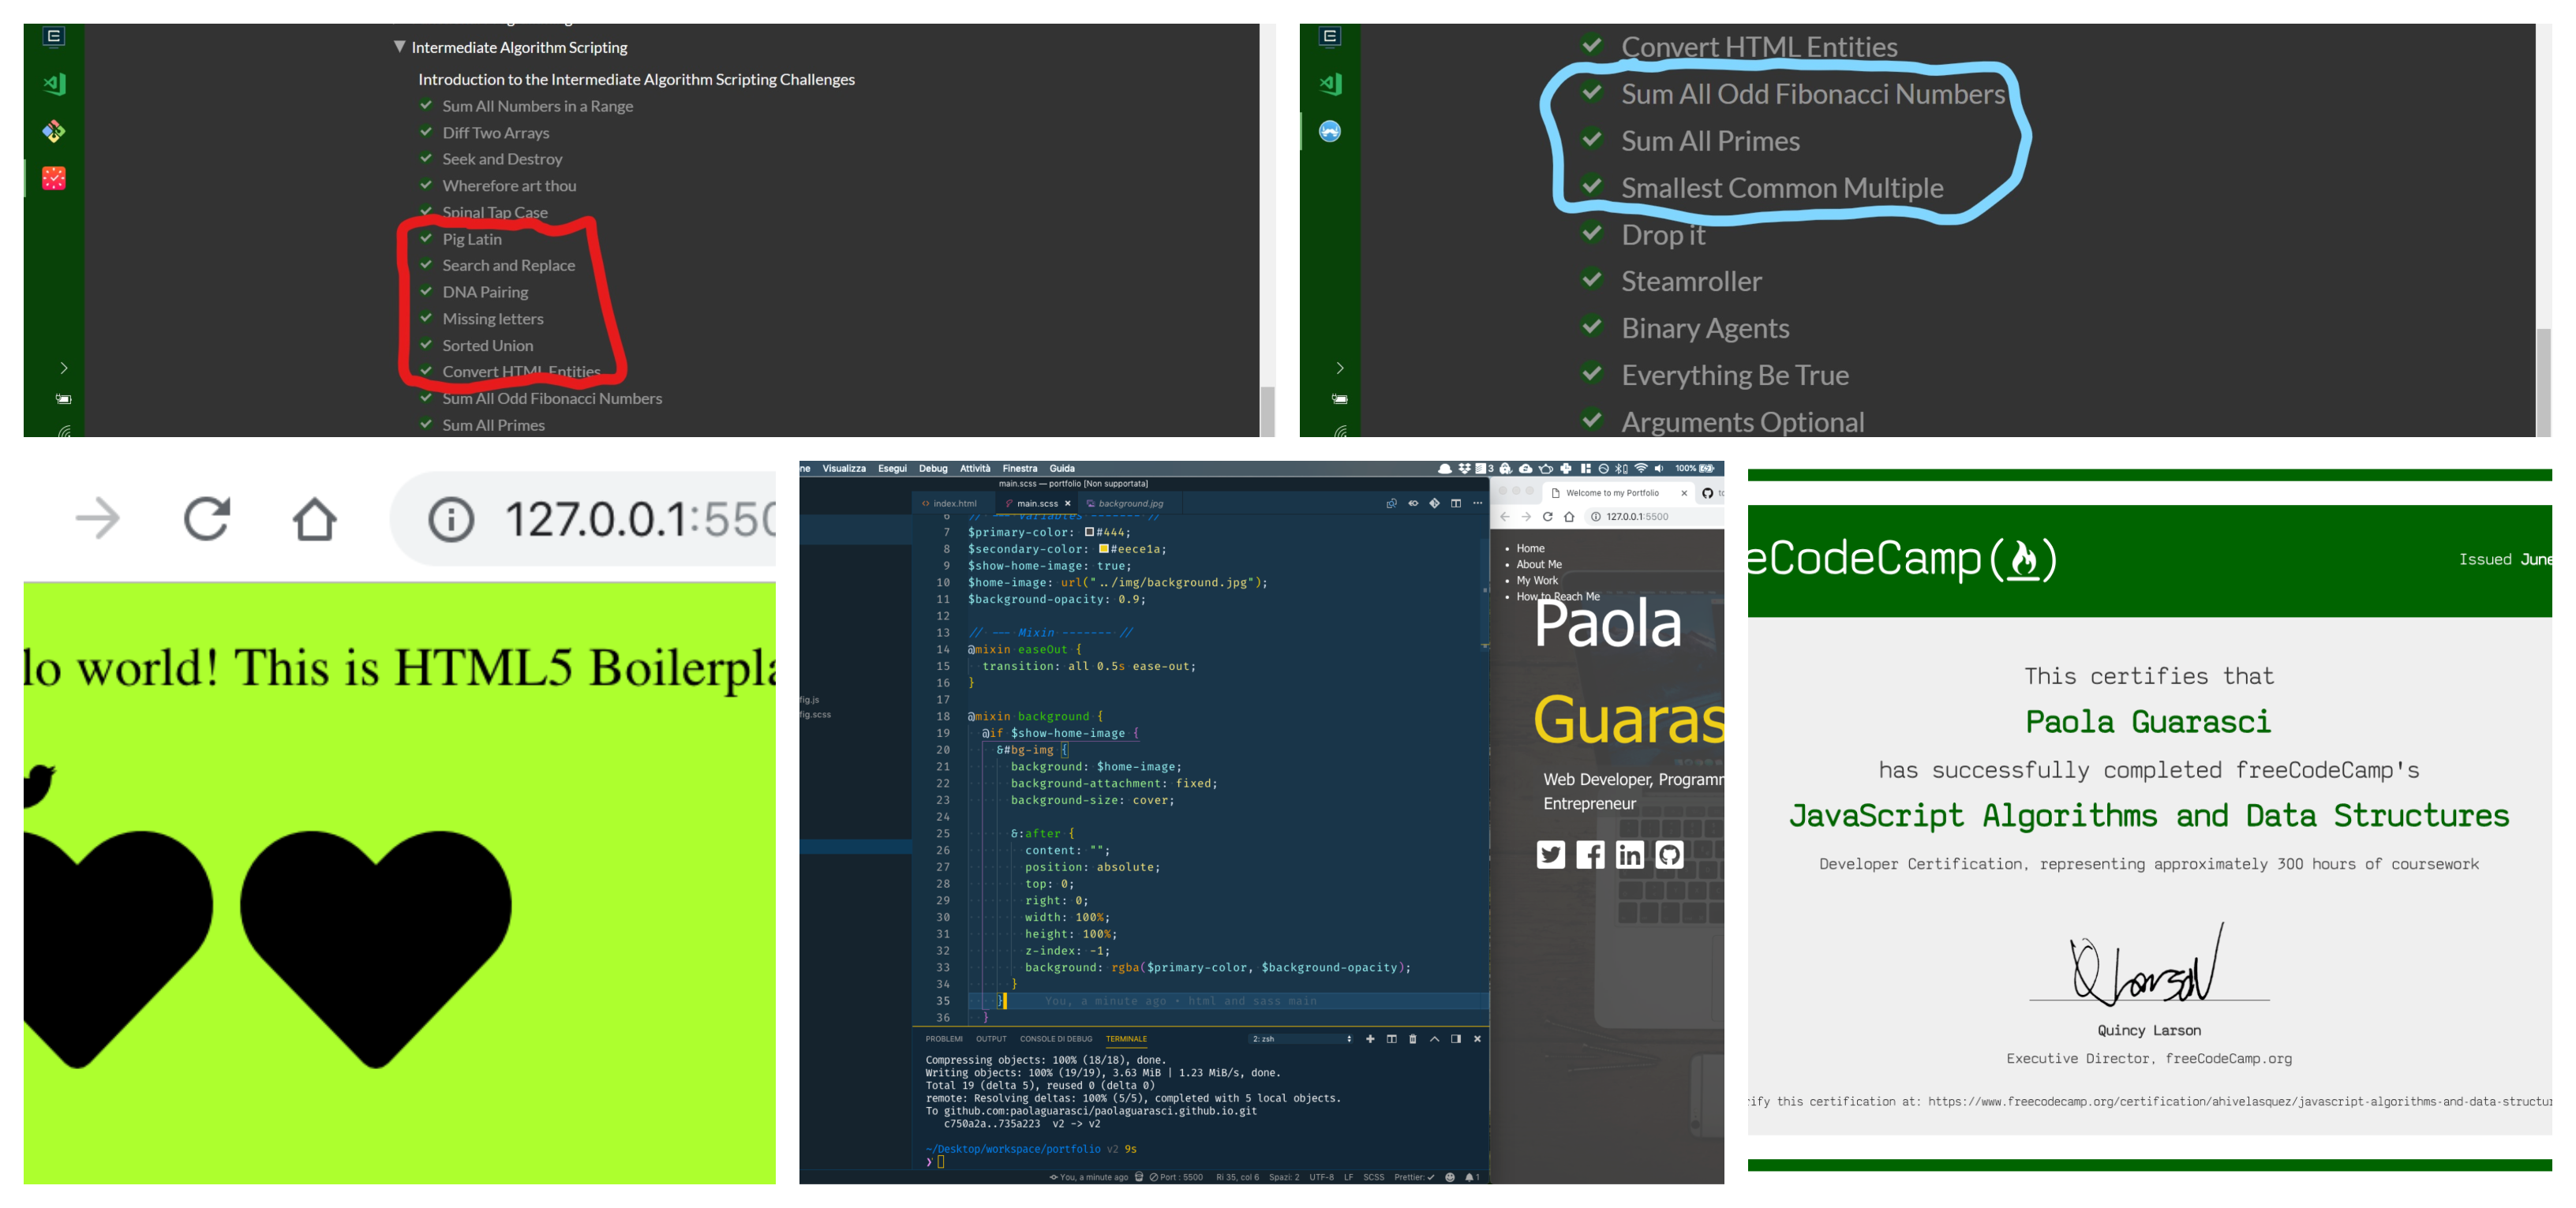 Intermediate Algorithm Scripting
Introduction to the Intermediate Algorithm Scripting Challenges
Sum All Numbers in a Range
Diff Two Arrays
Seek and Destroy
Wherefore art thou
Spinal Tap Case
Pig Latin
Search and Replace
DNA Pairing
Missing letters
Sorted Union
Convert HTML Entities
Sum All Odd Fibonacci Numbers
Sum All Primes
Convert HTML Entities
Sum All Odd Fibonacci Numbers
Sum All Primes
Smallest Common Multiple
Drop it
Steamroller
Binary Agents
Everything Be True
Arguments Optional
127.0.0.1:550
lo world! This is HTML5 Boilerpla
ne Visualizza Esegui Debug Attività Finestra Guida
3 100%
main.scss — portfolio [Non supportata]
index.html main.scss background.jpg
fig.js
fig.scss
6 // --- Variables ------- //
7 $primary-color: #444;
8 $secondary-color: #eece1a;
9 $show-home-image: true;
10 $home-image: url("../img/background.jpg");
11 $background-opacity: 0.9;
12
13 // --- Mixin ------- //
14 @mixin easeOut {
15 transition: all 0.5s ease-out;
16 }
17
18 @mixin background {
19 @if $show-home-image {
20 &#bg-img {
21 background: $home-image;
22 background-attachment: fixed;
23 background-size: cover;
24
25 &:after {
26 content: "";
27 position: absolute;
28 top: 0;
29 right: 0;
30 width: 100%;
31 height: 100%;
32 z-index: -1;
33 background: rgba($primary-color, $background-opacity);
34 }
35 } You, a minute ago • html and sass main
36 }
PROBLEMI OUTPUT CONSOLE DI DEBUG TERMINALE 2: zsh
Compressing objects: 100% (18/18), done.
Writing objects: 100% (19/19), 3.63 MiB | 1.23 MiB/s, done.
Total 19 (delta 5), reused 0 (delta 0)
remote: Resolving deltas: 100% (5/5), completed with 5 local objects.
To github.com:paolaguarasci/paolaguarasci.github.io.git
c750a2a..735a223 v2 -> v2
~/Desktop/workspace/portfolio v2 9s
❯
You, a minute ago Port : 5500 Ri 35, col 6 Spazi: 2 UTF-8 LF SCSS Prettier: ✓ 1
Welcome to my Portfolio
127.0.0.1:5500
Home
About Me
My Work
How to Reach Me
Paola
Guaras
Web Developer, Programm
Entrepreneur
eCodeCamp(
Issued June
This certifies that
Paola Guarasci
has successfully completed freeCodeCamp's
JavaScript Algorithms and Data Structures
Developer Certification, representing approximately 300 hours of coursework
Quincy Larson
Executive Director, freeCodeCamp.org
ify this certification at: https://www.freecodecamp.org/certification/ahivelasquez/javascript-algorithms-and-data-structur